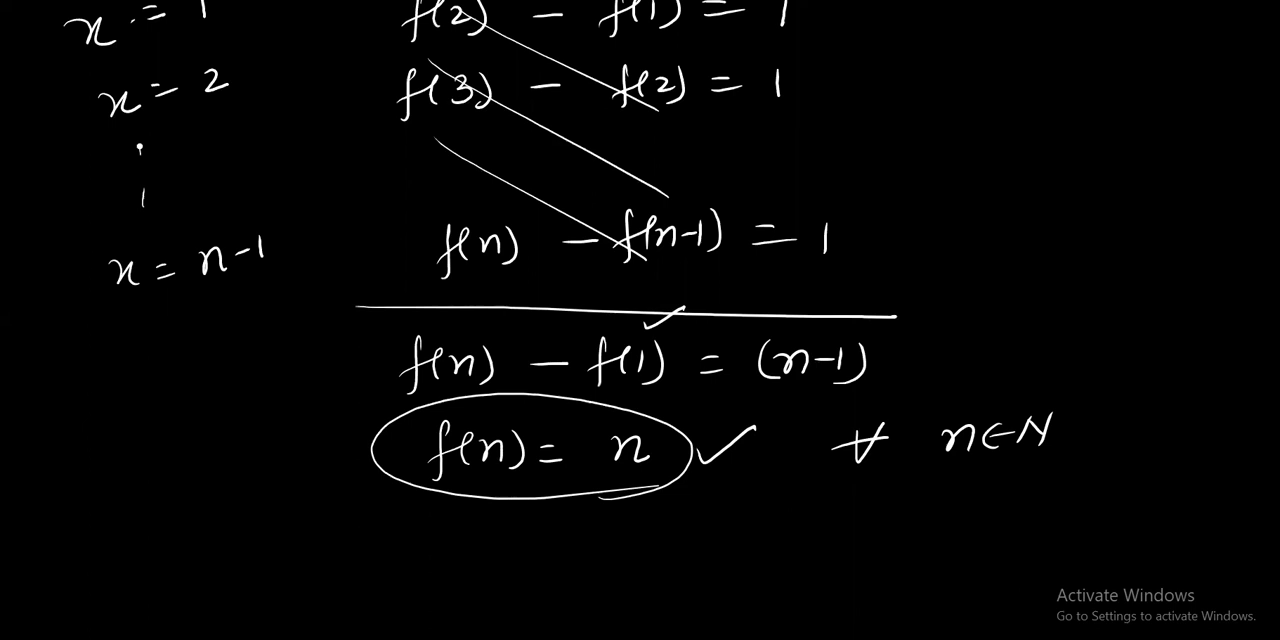 x = 1 f(2) - f(1) = 1
x = 2 f(3) - f(2) = 1
x = n-1 f(n) - f(n-1) = 1
f(n) - f(1) = (n-1)
f(n) = n ✓ ∀ n∈N
Activate Windows
Go to Settings to activate Windows.